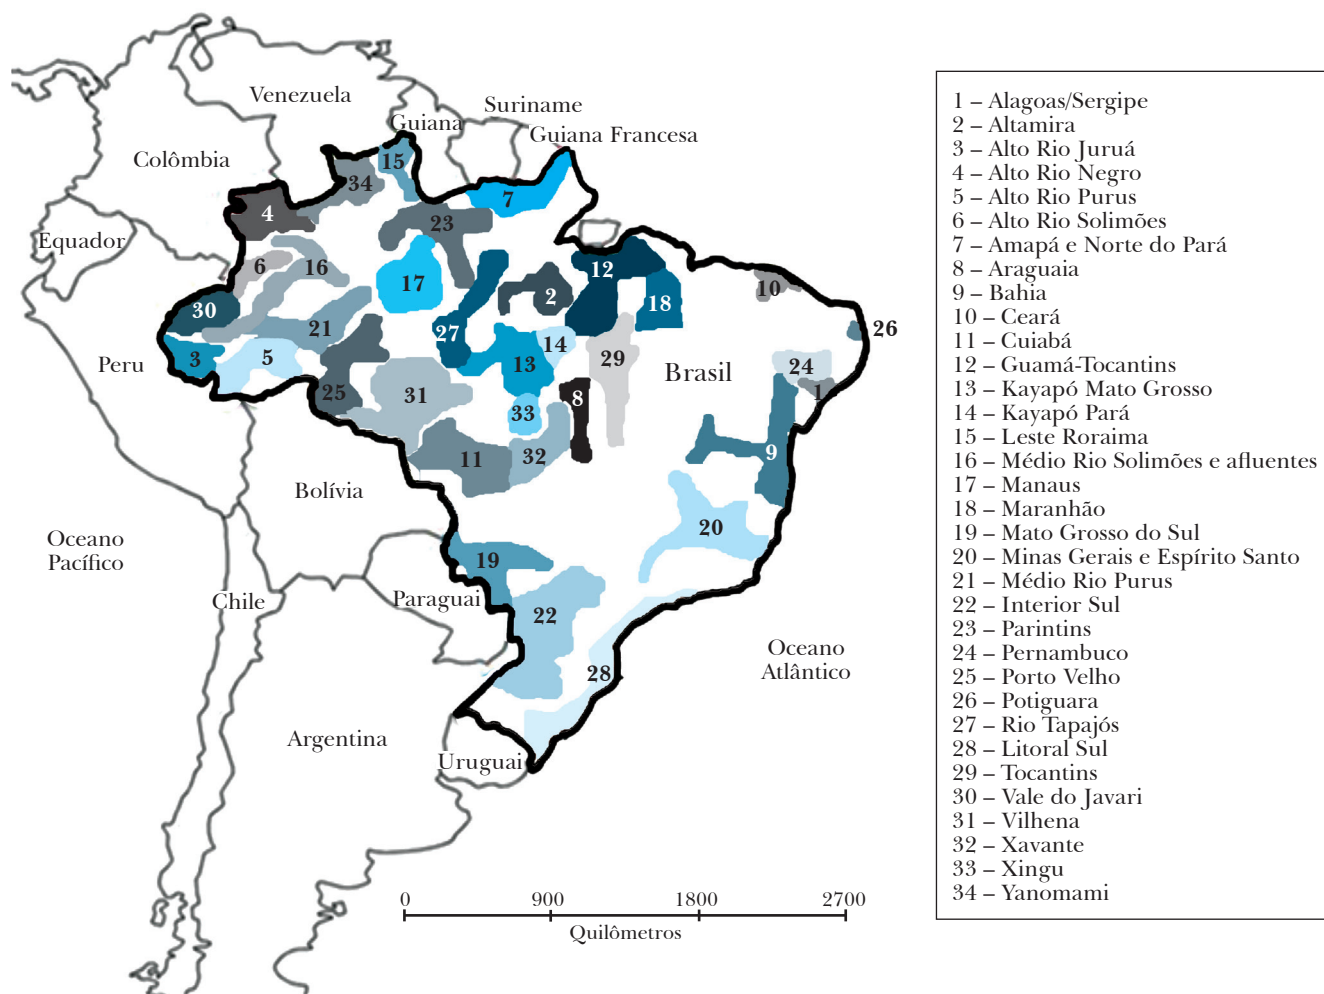 Venezuela
Suriname
Guiana
Guiana Francesa
Colômbia
15
34
7
4
23
Equador
6
16
12
17
2
10
30
18
26
21
27
Peru
3
5
14
29
Brasil
24
13
25
31
8
1
33
11
32
9
Bolívia
20
Oceano
Pacífico
19
Chile
Paraguai
22
Oceano
Atlântico
28
Argentina
Uruguai
0 900 1800 2700
Quilômetros
1 – Alagoas/Sergipe
2 – Altamira
3 – Alto Rio Juruá
4 – Alto Rio Negro
5 – Alto Rio Purus
6 – Alto Rio Solimões
7 – Amapá e Norte do Pará
8 – Araguaia
9 – Bahia
10 – Ceará
11 – Cuiabá
12 – Guamá-Tocantins
13 – Kayapó Mato Grosso
14 – Kayapó Pará
15 – Leste Roraima
16 – Médio Rio Solimões e afluentes
17 – Manaus
18 – Maranhão
19 – Mato Grosso do Sul
20 – Minas Gerais e Espírito Santo
21 – Médio Rio Purus
22 – Interior Sul
23 – Parintins
24 – Pernambuco
25 – Porto Velho
26 – Potiguara
27 – Rio Tapajós
28 – Litoral Sul
29 – Tocantins
30 – Vale do Javari
31 – Vilhena
32 – Xavante
33 – Xingu
34 – Yanomami